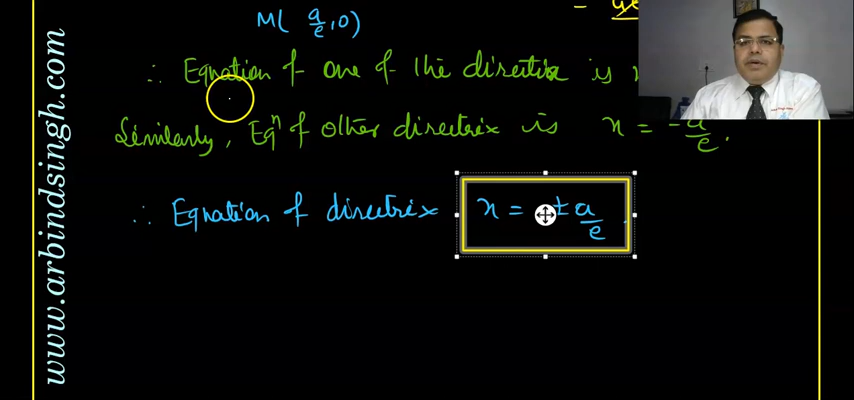 M( a/e, 0)
∴ Equation of one of the directrix is x
Similarly, Eqⁿ of other directrix is x = -a/e.
∴ Equation of directrix x = ± a/e.
www.arbindsingh.com